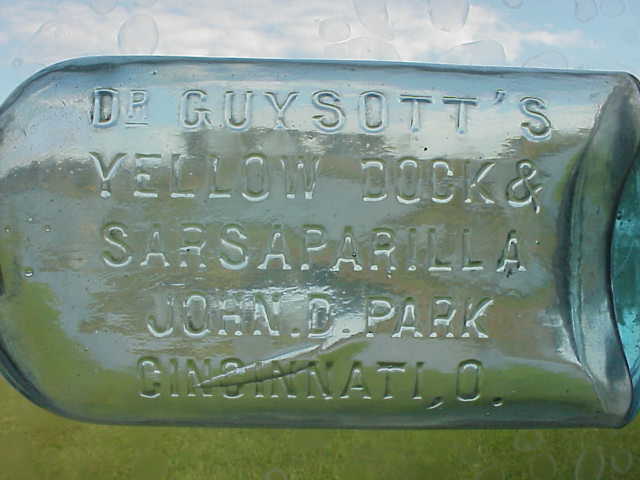 DR GUYSOTT'S
YELLOW DOCK &
SARSAPARILLA
JOHN.D.PARK
CINCINNATI,O.